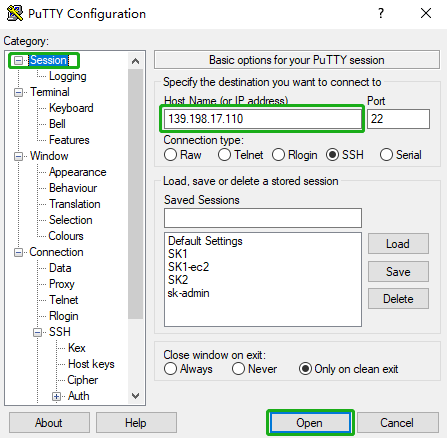 PuTTY Configuration
Category:
Session
Logging
Terminal
Keyboard
Bell
Features
Window
Appearance
Behaviour
Translation
Selection
Colours
Connection
Data
Proxy
Telnet
Rlogin
SSH
Kex
Host keys
Cipher
Auth
Basic options for your PuTTY session
Specify the destination you want to connect to
Host Name (or IP address) Port
139.198.17.110 22
Connection type:
Raw Telnet Rlogin SSH Serial
Load, save or delete a stored session
Saved Sessions
Default Settings
SK1
SK1-ec2
SK2
sk-admin
Load
Save
Delete
Close window on exit:
Always Never Only on clean exit
About Help Open Cancel